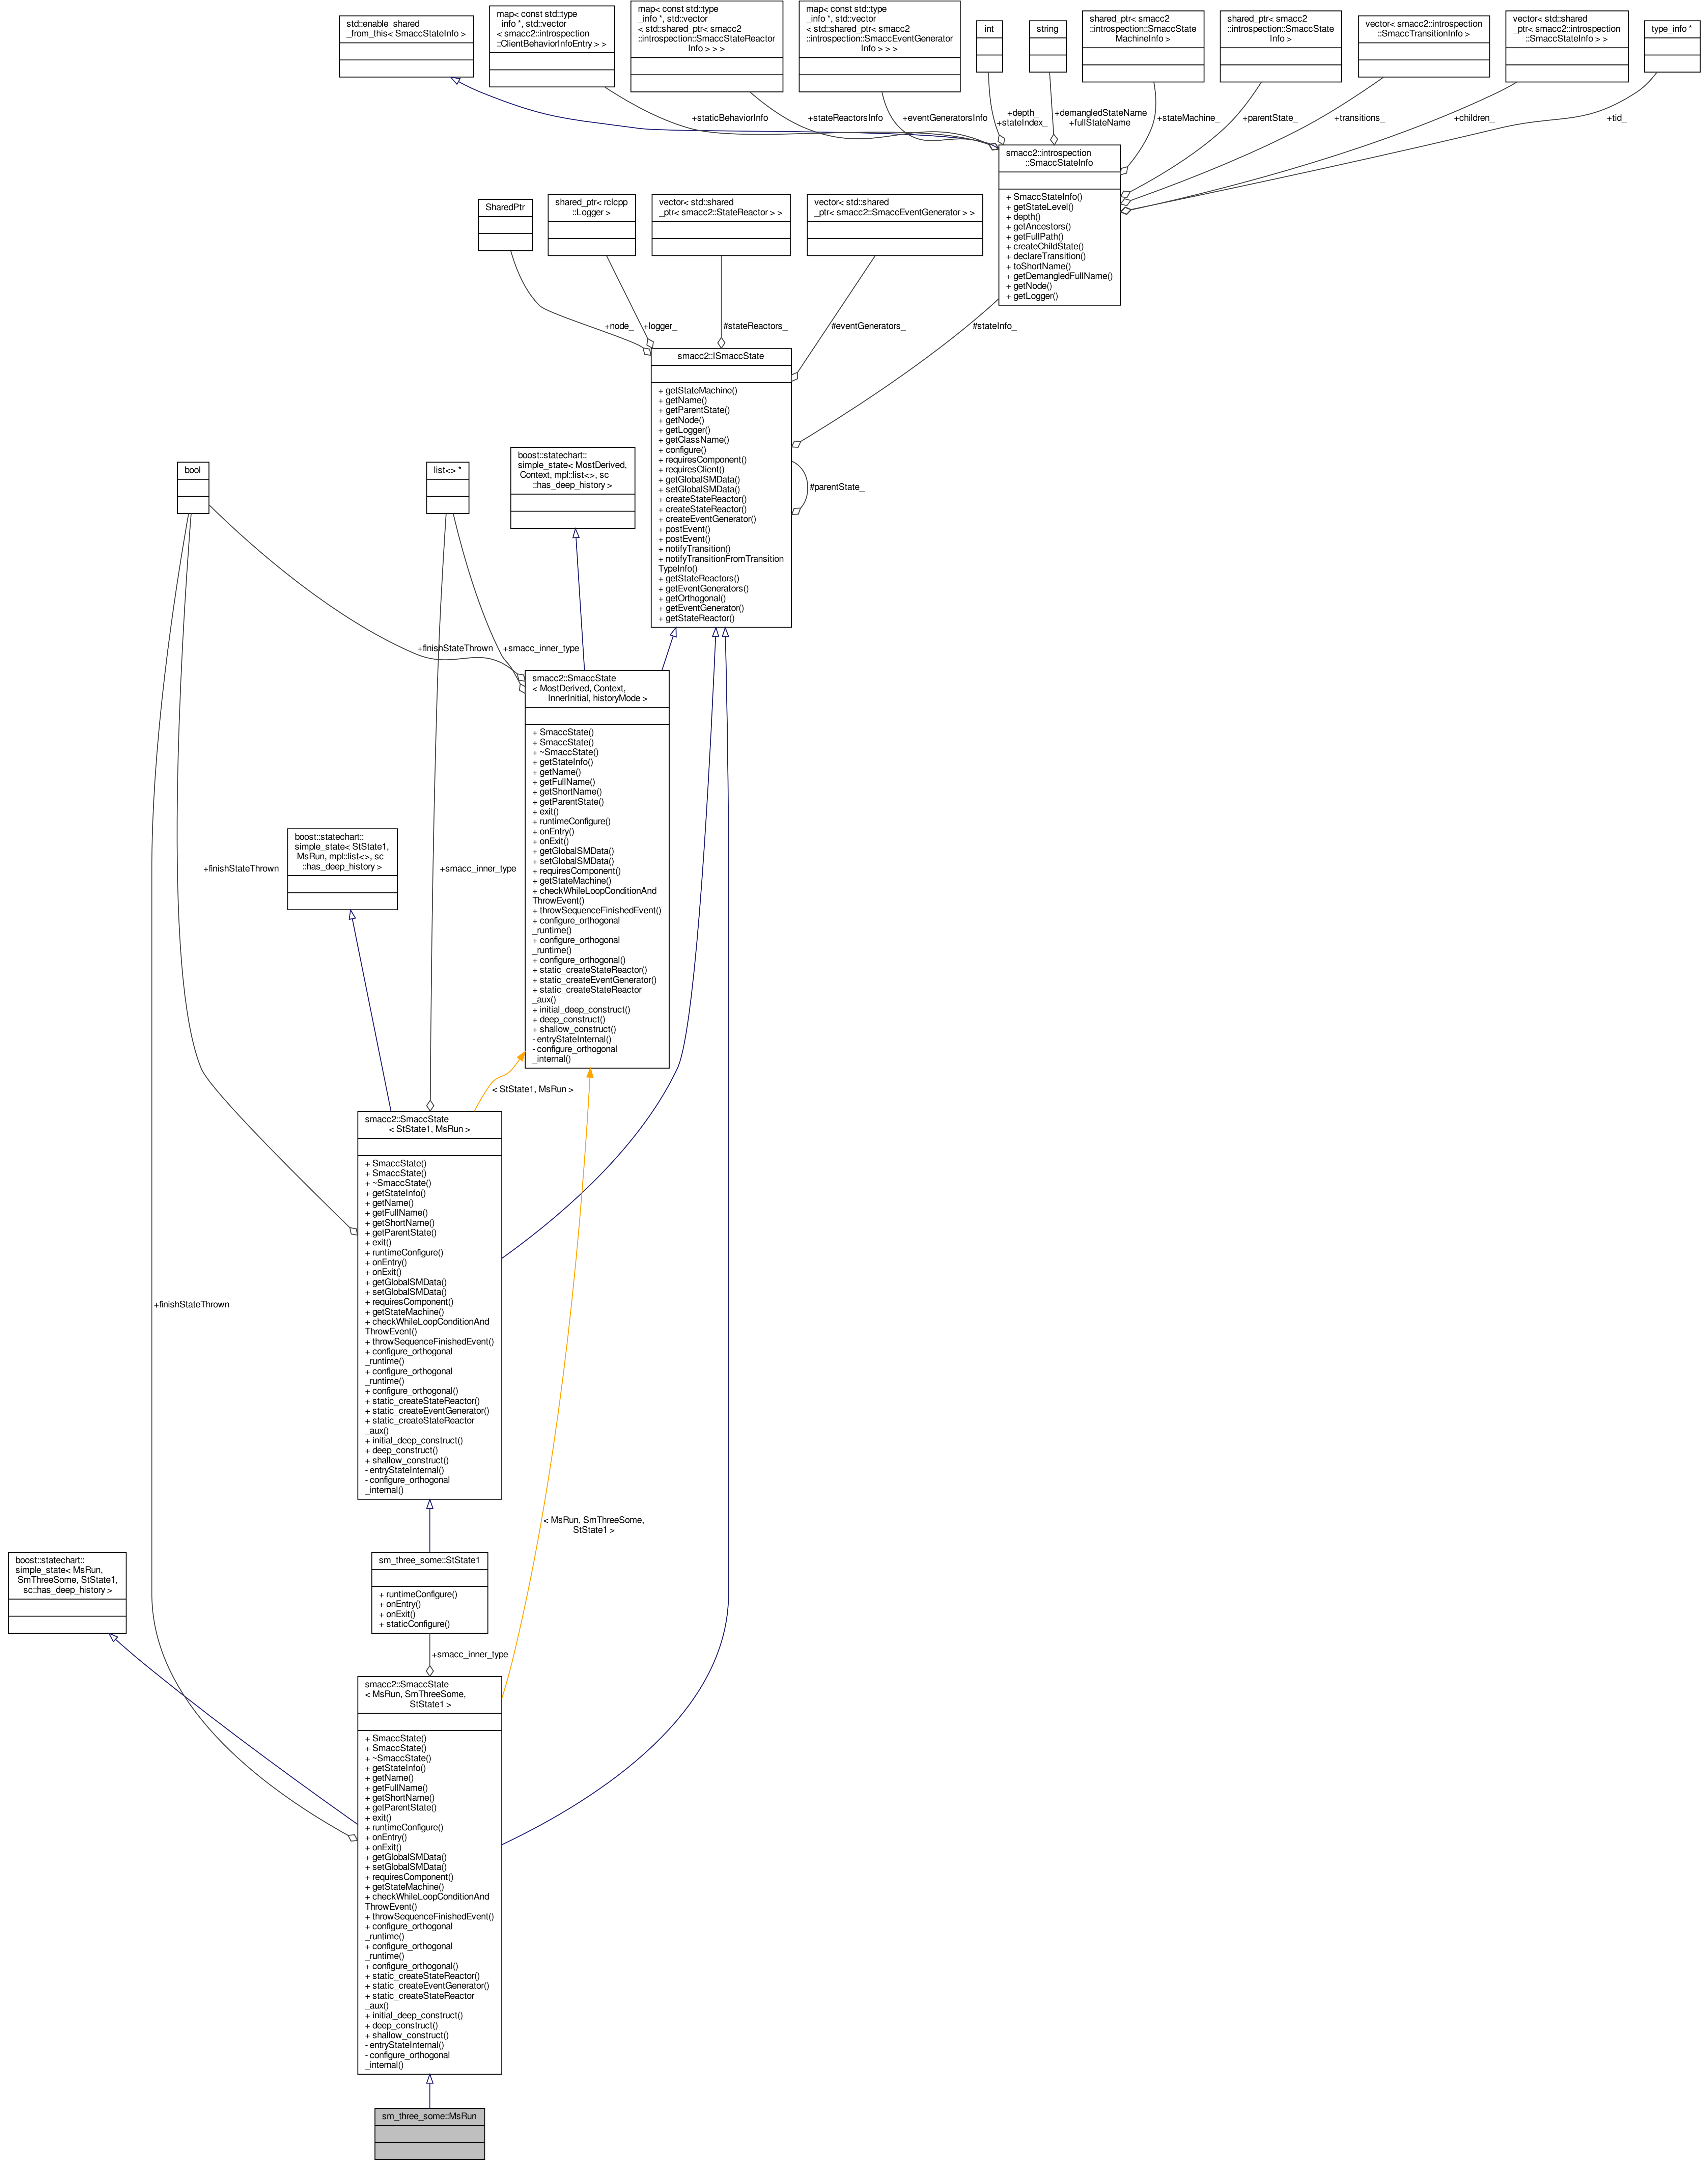 std::enable_shared
_from_this< SmaccStateInfo >
map< const std::type
_info *, std::vector
< smacc2::introspection
::ClientBehaviorInfoEntry > >
map< const std::type
_info *, std::vector
< std::shared_ptr< smacc2
::introspection::SmaccStateReactor
Info > > >
map< const std::type
_info *, std::vector
< std::shared_ptr< smacc2
::introspection::SmaccEventGenerator
Info > > >
int
string
shared_ptr< smacc2
::introspection::SmaccState
MachineInfo >
shared_ptr< smacc2
::introspection::SmaccState
Info >
vector< smacc2::introspection
::SmaccTransitionInfo >
vector< std::shared
_ptr< smacc2::introspection
::SmaccStateInfo > >
type_info *
+staticBehaviorInfo
+stateReactorsInfo
+eventGeneratorsInfo
+depth_
+stateIndex_
+demangledStateName
+fullStateName
+stateMachine_
+parentState_
+transitions_
+children_
+tid_
smacc2::introspection
::SmaccStateInfo
+ SmaccStateInfo()
+ getStateLevel()
+ depth()
+ getAncestors()
+ getFullPath()
+ createChildState()
+ declareTransition()
+ toShortName()
+ getDemangledFullName()
+ getNode()
+ getLogger()
SharedPtr
shared_ptr< rclcpp
::Logger >
vector< std::shared
_ptr< smacc2::StateReactor > >
vector< std::shared
_ptr< smacc2::SmaccEventGenerator > >
+node_
+logger_
#stateReactors_
#eventGenerators_
#stateInfo_
smacc2::ISmaccState
+ getStateMachine()
+ getName()
+ getParentState()
+ getNode()
+ getLogger()
+ getClassName()
+ configure()
+ requiresComponent()
+ requiresClient()
+ getGlobalSMData()
+ setGlobalSMData()
+ createStateReactor()
+ createStateReactor()
+ createEventGenerator()
+ postEvent()
+ postEvent()
+ notifyTransition()
+ notifyTransitionFromTransition
TypeInfo()
+ getStateReactors()
+ getEventGenerators()
+ getOrthogonal()
+ getEventGenerator()
+ getStateReactor()
#parentState_
bool
list<> *
boost::statechart::
simple_state< MostDerived,
Context, mpl::list<>, sc
::has_deep_history >
+finishStateThrown
+smacc_inner_type
smacc2::SmaccState
< MostDerived, Context,
InnerInitial, historyMode >
+ SmaccState()
+ SmaccState()
+ ~SmaccState()
+ getStateInfo()
+ getName()
+ getFullName()
+ getShortName()
+ getParentState()
+ exit()
+ runtimeConfigure()
+ onEntry()
+ onExit()
+ getGlobalSMData()
+ setGlobalSMData()
+ requiresComponent()
+ getStateMachine()
+ checkWhileLoopConditionAnd
ThrowEvent()
+ throwSequenceFinishedEvent()
+ configure_orthogonal
_runtime()
+ configure_orthogonal
_runtime()
+ configure_orthogonal()
+ static_createStateReactor()
+ static_createEventGenerator()
+ static_createStateReactor
_aux()
+ initial_deep_construct()
+ deep_construct()
+ shallow_construct()
- entryStateInternal()
- configure_orthogonal
_internal()
boost::statechart::
simple_state< StState1,
MsRun, mpl::list<>, sc
::has_deep_history >
+finishStateThrown
+smacc_inner_type
< StState1, MsRun >
smacc2::SmaccState
< StState1, MsRun >
+ SmaccState()
+ SmaccState()
+ ~SmaccState()
+ getStateInfo()
+ getName()
+ getFullName()
+ getShortName()
+ getParentState()
+ exit()
+ runtimeConfigure()
+ onEntry()
+ onExit()
+ getGlobalSMData()
+ setGlobalSMData()
+ requiresComponent()
+ getStateMachine()
+ checkWhileLoopConditionAnd
ThrowEvent()
+ throwSequenceFinishedEvent()
+ configure_orthogonal
_runtime()
+ configure_orthogonal
_runtime()
+ configure_orthogonal()
+ static_createStateReactor()
+ static_createEventGenerator()
+ static_createStateReactor
_aux()
+ initial_deep_construct()
+ deep_construct()
+ shallow_construct()
- entryStateInternal()
- configure_orthogonal
_internal()
+finishStateThrown
< MsRun, SmThreeSome,
StState1 >
boost::statechart::
simple_state< MsRun,
SmThreeSome, StState1,
sc::has_deep_history >
sm_three_some::StState1
+ runtimeConfigure()
+ onEntry()
+ onExit()
+ staticConfigure()
+smacc_inner_type
smacc2::SmaccState
< MsRun, SmThreeSome,
StState1 >
+ SmaccState()
+ SmaccState()
+ ~SmaccState()
+ getStateInfo()
+ getName()
+ getFullName()
+ getShortName()
+ getParentState()
+ exit()
+ runtimeConfigure()
+ onEntry()
+ onExit()
+ getGlobalSMData()
+ setGlobalSMData()
+ requiresComponent()
+ getStateMachine()
+ checkWhileLoopConditionAnd
ThrowEvent()
+ throwSequenceFinishedEvent()
+ configure_orthogonal
_runtime()
+ configure_orthogonal
_runtime()
+ configure_orthogonal()
+ static_createStateReactor()
+ static_createEventGenerator()
+ static_createStateReactor
_aux()
+ initial_deep_construct()
+ deep_construct()
+ shallow_construct()
- entryStateInternal()
- configure_orthogonal
_internal()
sm_three_some::MsRun